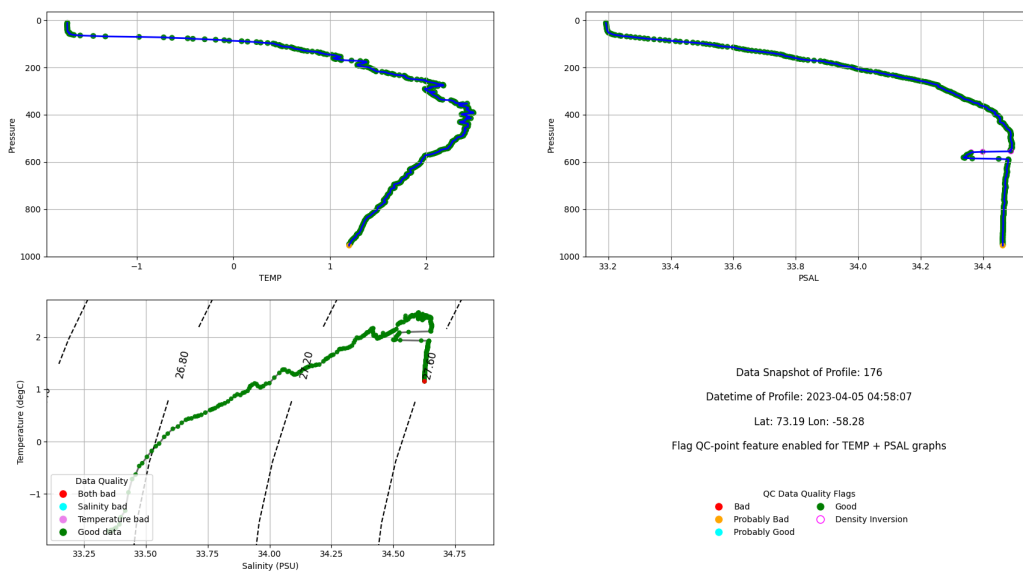 0
200
400
600
800
1000
Pressure
−1
0
1
2
TEMP
0
200
400
600
800
1000
Pressure
33.2
33.4
33.6
33.8
34.0
34.2
34.4
PSAL
2
1
0
−1
Temperature (degC)
26.80
27.20
27.60
Data Quality
Both bad
Salinity bad
Temperature bad
Good data
33.25
33.50
33.75
34.00
34.25
34.50
34.75
Salinity (PSU)
Data Snapshot of Profile: 176
Datetime of Profile: 2023-04-05 04:58:07
Lat: 73.19 Lon: -58.28
Flag QC-point feature enabled for TEMP + PSAL graphs
QC Data Quality Flags
Bad
Probably Bad
Probably Good
Good
Density Inversion